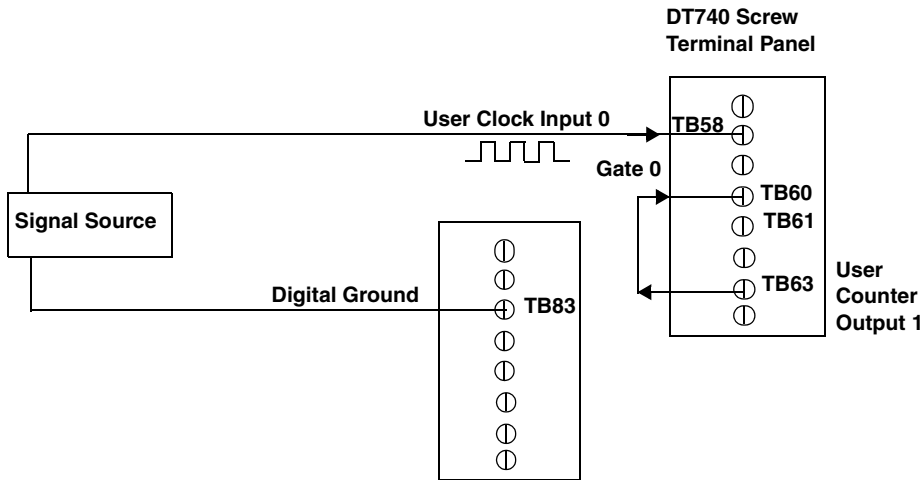 DT740 Screw
Terminal Panel
User Clock Input 0
TB58
Gate 0
TB60
Signal Source
TB61
User
Counter
Output 1
TB63
Digital Ground
TB83